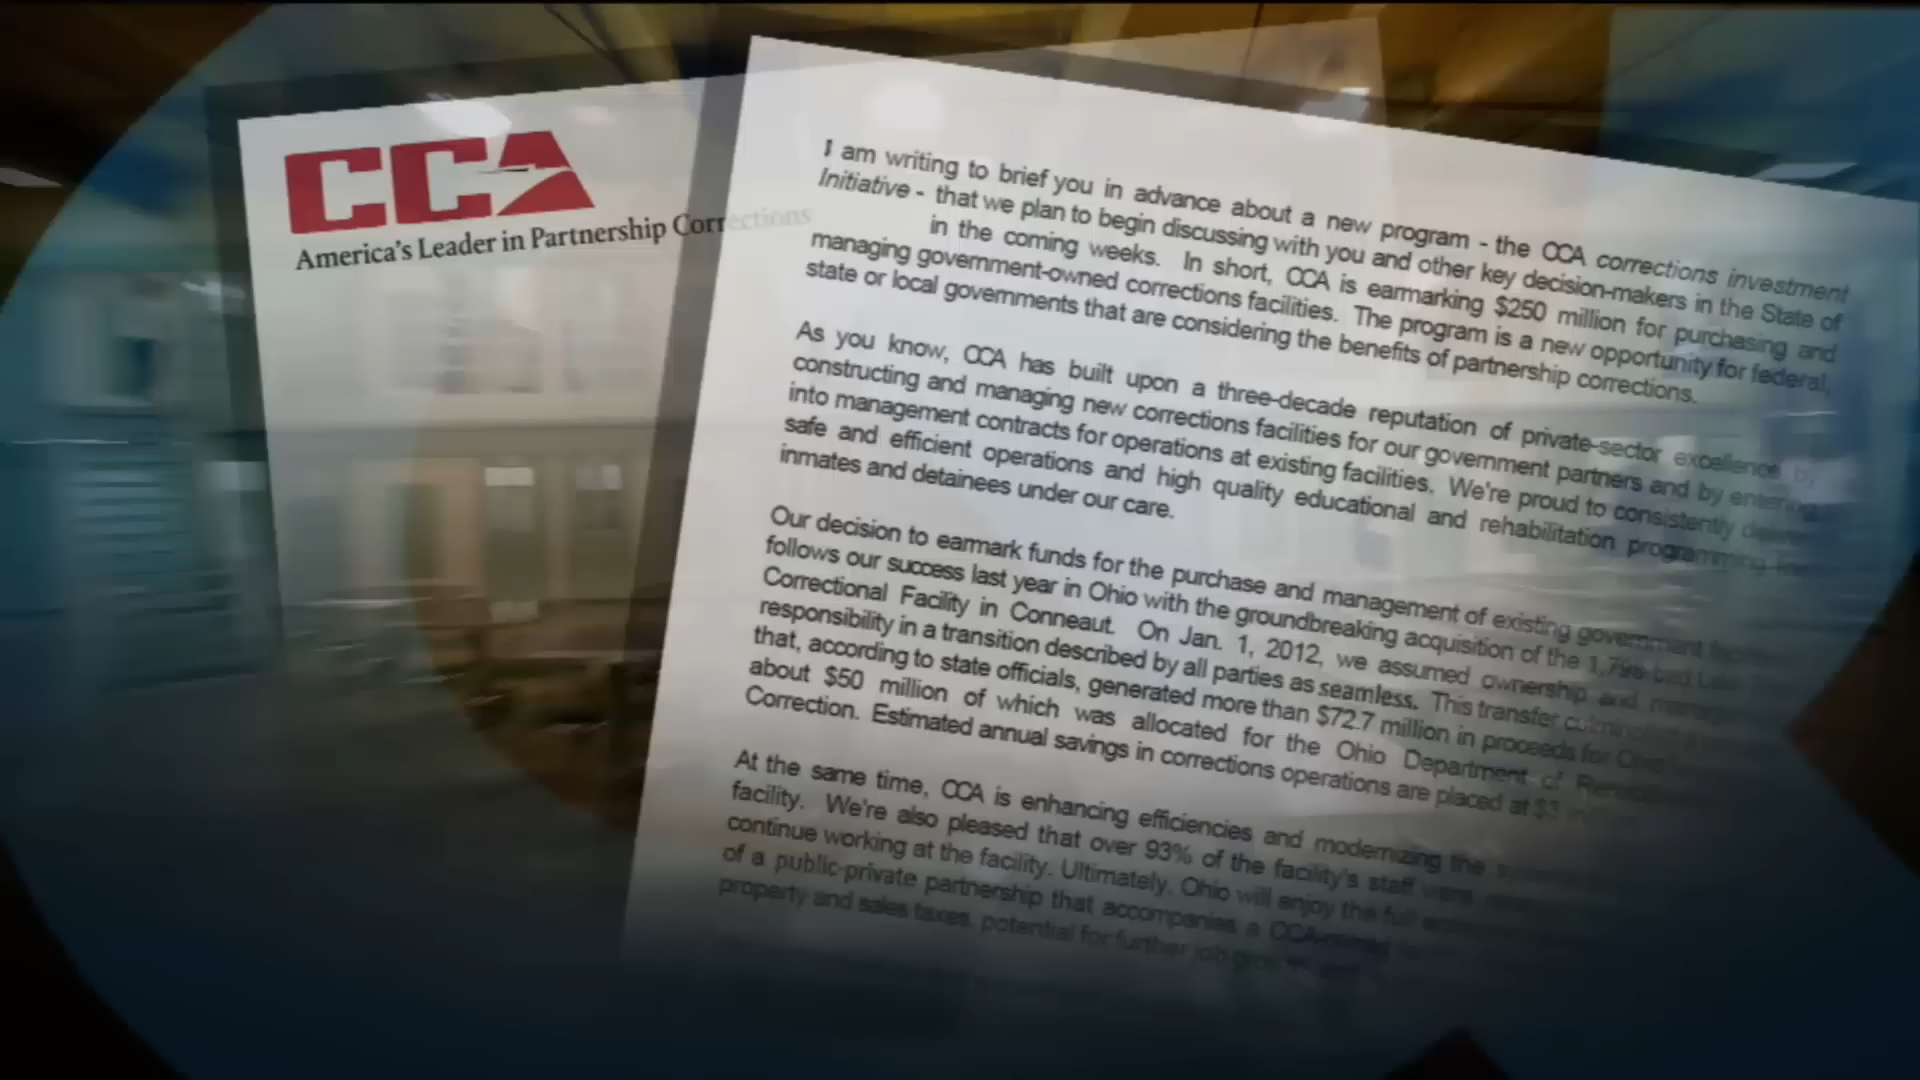 CCA
America's Leader in Partnership Corrections
I am writing to brief you in advance about a new program - the CCA corrections investment
Initiative - that we plan to begin discussing with you and other key decision-makers in the State of
in the coming weeks. In short, CCA is earmarking $250 million for purchasing and
managing government-owned corrections facilities. The program is a new opportunity for federal,
state or local governments that are considering the benefits of partnership corrections.
As you know, CCA has built upon a three-decade reputation of private-sector excellence by
constructing and managing new corrections facilities for our government partners and by entering
into management contracts for operations at existing facilities. We're proud to consistently deliver
safe and efficient operations and high quality educational and rehabilitation programming for
inmates and detainees under our care.
Our decision to earmark funds for the purchase and management of existing government
follows our success last year in Ohio with the groundbreaking acquisition of the
Correctional Facility in Conneaut. On Jan. 1, 2012, we assumed ownership and
responsibility in a transition described by all parties as seamless. This transfer
that, according to state officials, generated more than $72.7 million in proceeds for
about $50 million of which was allocated for the Ohio Department of
Correction. Estimated annual savings in corrections operations are placed at $3
At the same time, CCA is enhancing efficiencies and modernizing the
facility. We're also pleased that over 93% of the facility's staff were
continue working at the facility. Ultimately, Ohio will enjoy the full
of a public-private partnership that accompanies a CCA-owned
property and sales taxes, potential for further job